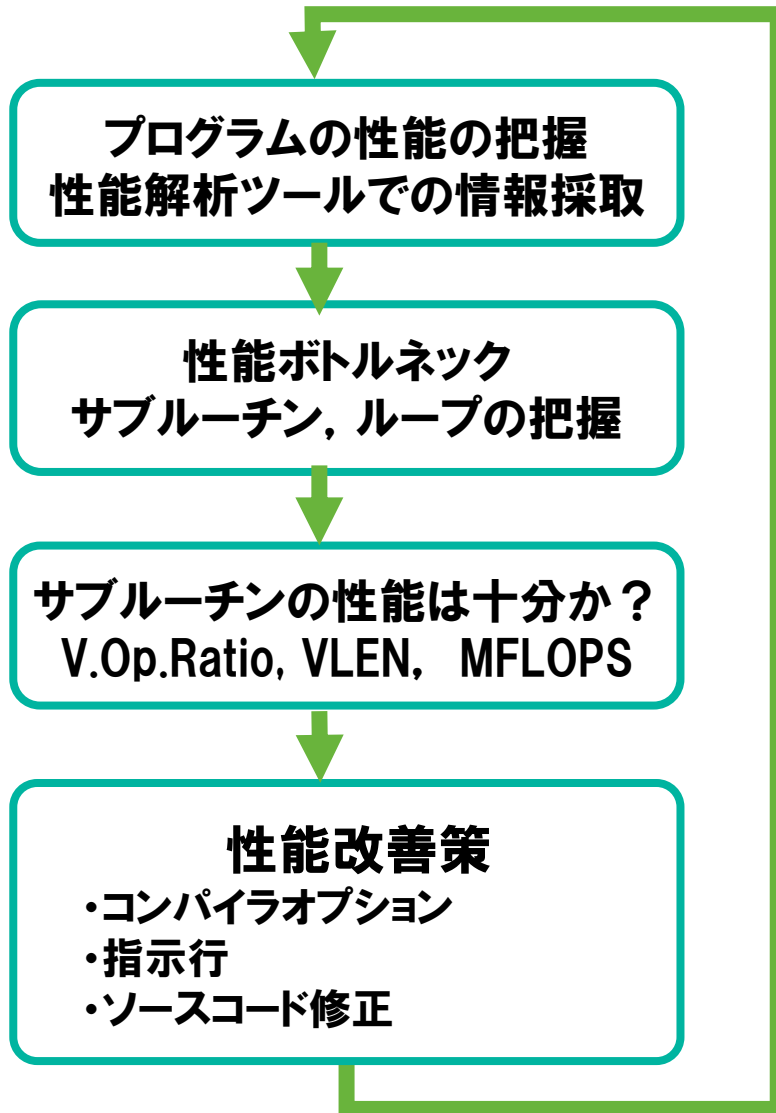 プログラムの性能の把握
性能解析ツールでの情報採取
性能ボトルネック
サブルーチン, ループの把握
サブルーチンの性能は十分か？
V.Op.Ratio, VLEN, MFLOPS
性能改善策
・コンパイラオプション
・指示行
・ソースコード修正